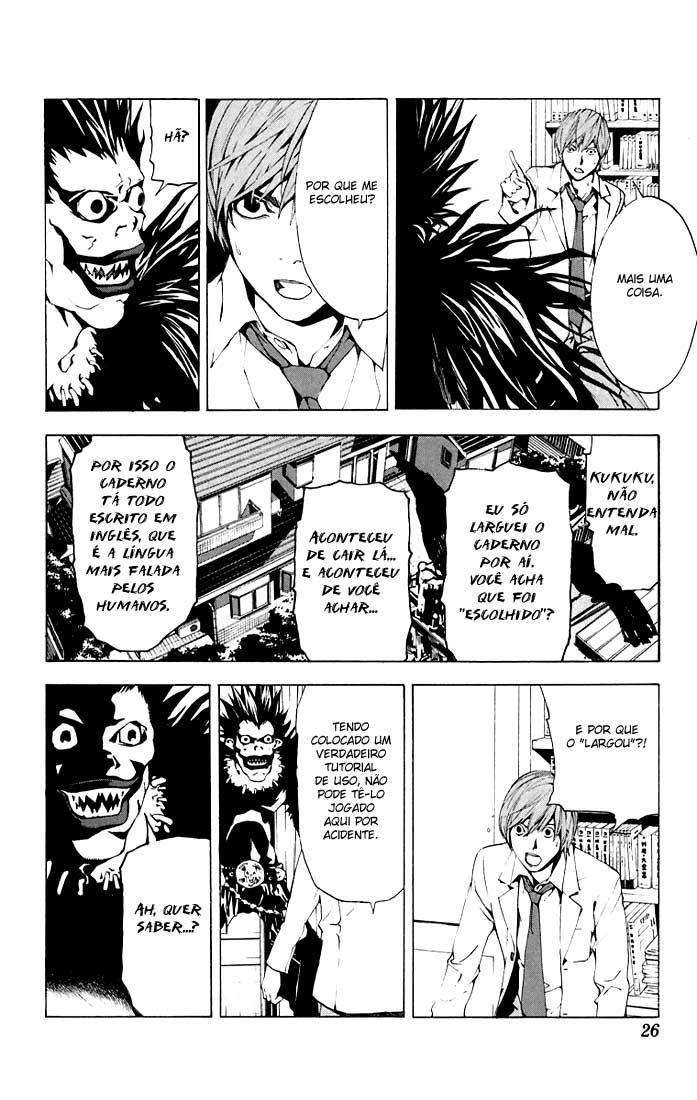 MAIS UMA
COISA.
POR QUE ME
ESCOLHEU?
HÃ?
KUKUKU,
NÃO
ENTENDA
MAL.
EU SÓ
LARGUEI O
CADERNO
POR AÍ.
VOCÊ ACHA
QUE FOI
"ESCOLHIDO"?
ACONTECEU
DE CAIR LÁ...
E ACONTECEU
DE VOCÊ
ACHAR...
POR ISSO O
CADERNO
TÁ TODO
ESCRITO EM
INGLÊS, QUE
É A LÍNGUA
MAIS FALADA
PELOS
HUMANOS.
E POR QUE
O "LARGOU"?!
TENDO
COLOCADO UM
VERDADEIRO
TUTORIAL
DE USO, NÃO
PODE TÊ-LO
JOGADO
AQUI POR
ACIDENTE.
AH, QUER
SABER...?
26